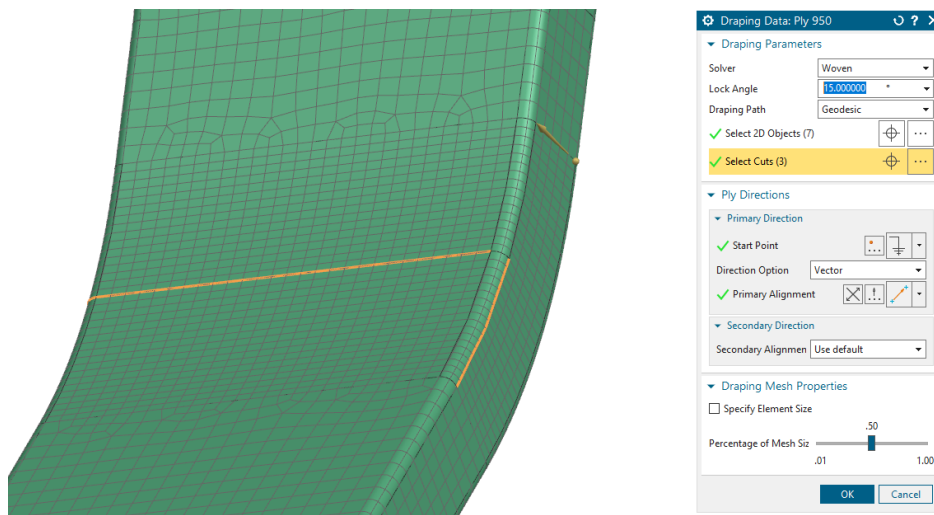 Draping Data: Ply 950
Draping Parameters
Solver Woven
Lock Angle 15.000000 °
Draping Path Geodesic
Select 2D Objects (7)
Select Cuts (3)
Ply Directions
Primary Direction
Start Point
Direction Option Vector
Primary Alignment
Secondary Direction
Secondary Alignmen Use default
Draping Mesh Properties
Specify Element Size
.50
Percentage of Mesh Siz
.01 1.00
OK Cancel